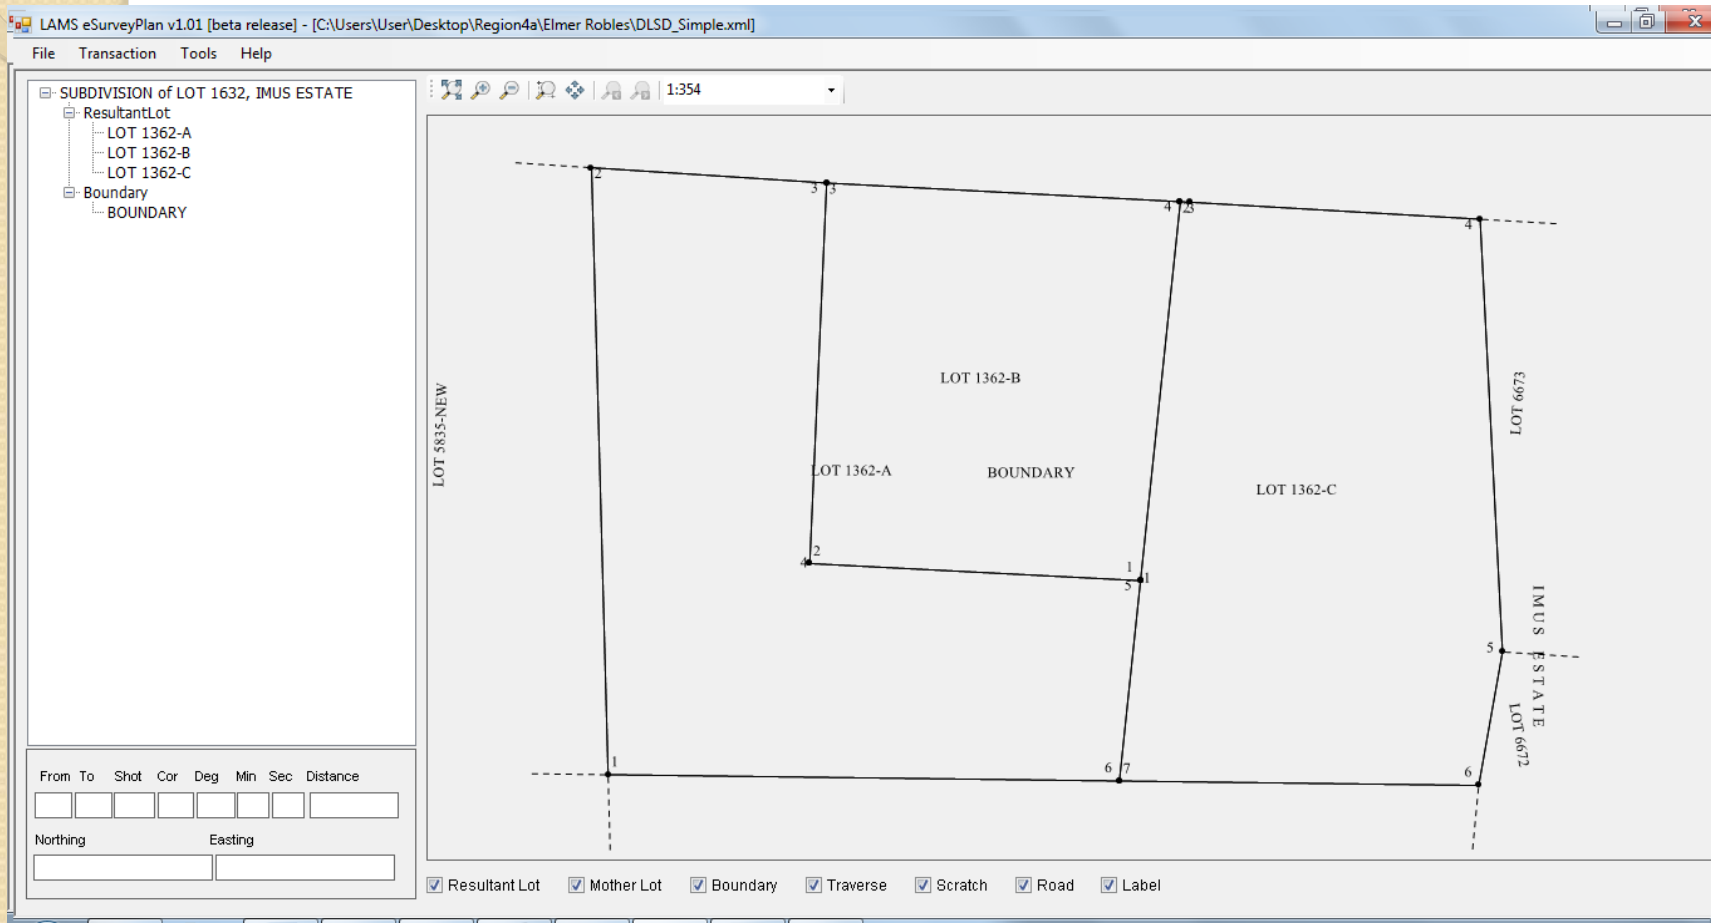 LAMS eSurveyPlan v1.01 [beta release] - [C:\Users\User\Desktop\Region4a\Elmer Robles\DLSD_Simple.xml]
File Transaction Tools Help
SUBDIVISION of LOT 1632, IMUS ESTATE
ResultantLot
LOT 1362-A
LOT 1362-B
LOT 1362-C
Boundary
BOUNDARY
From To Shot Cor Deg Min Sec Distance
Northing Easting
1:354
2
3 3
4 2 3
4
LOT 1362-B
LOT 5835-NEW
LOT 6673
LOT 1362-A
BOUNDARY
LOT 1362-C
4 2
1
5 1
5
IMUS ESTATE
LOT 6672
1
6 7
6
Resultant Lot Mother Lot Boundary Traverse Scratch Road Label